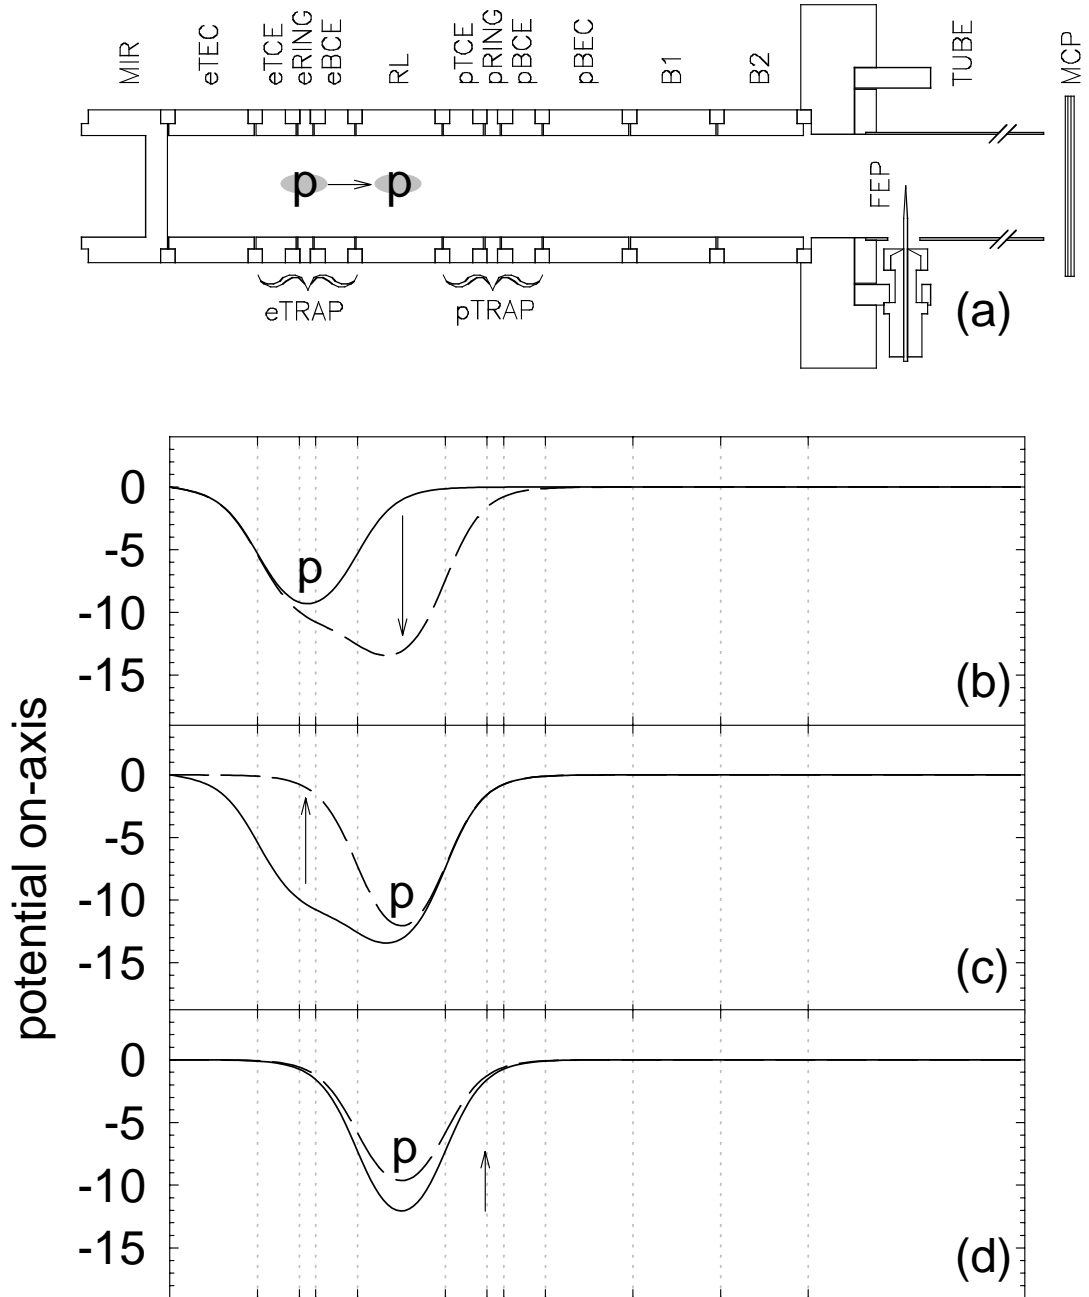 MIR eTEC eTCE eRING eBCE RL pTCE pRING pBCE pBEC B1 B2 TUBE MCP
p p
FEP
eTRAP pTRAP
(a)
potential on-axis
0
-5
-10
-15
p
(b)
0
-5
-10
-15
p
(c)
0
-5
-10
-15
p
(d)